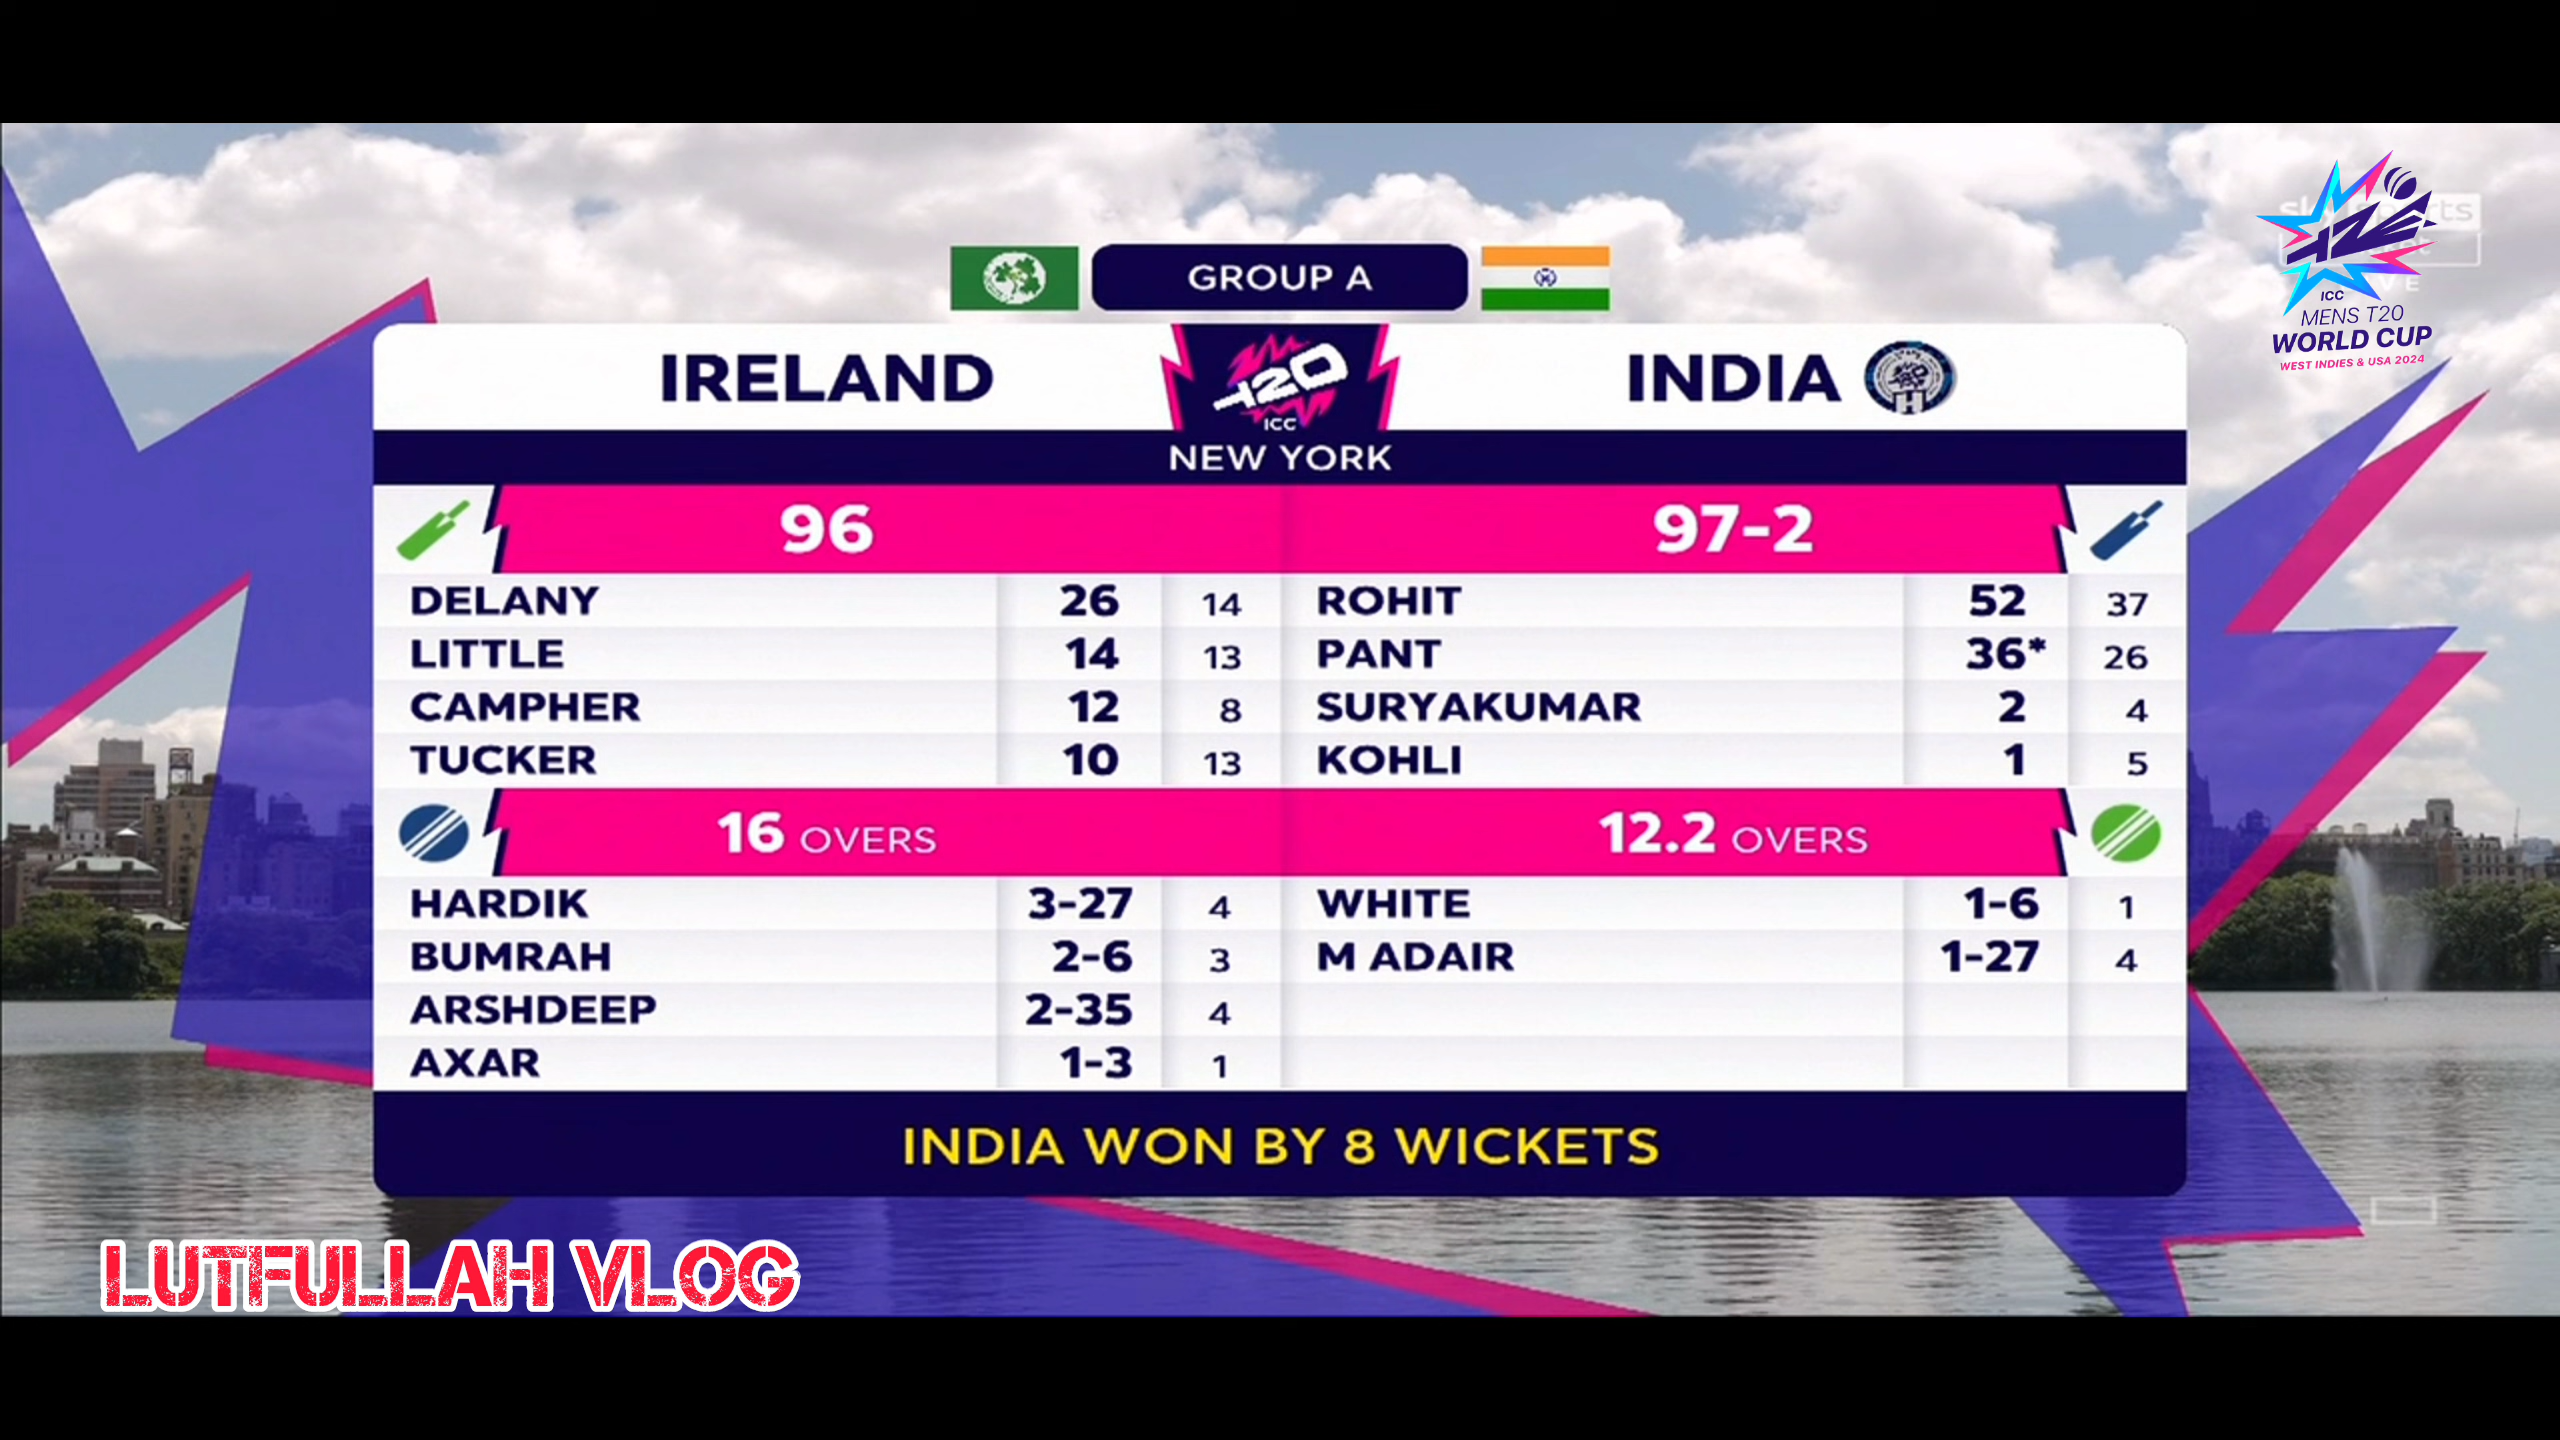 GROUP A
IRELAND
T20
ICC
INDIA
NEW YORK
96
97-2
DELANY 26 14 ROHIT 52 37
LITTLE 14 13 PANT 36* 26
CAMPHER 12 8 SURYAKUMAR 2 4
TUCKER 10 13 KOHLI 1 5
16 OVERS 12.2 OVERS
HARDIK 3-27 4 WHITE 1-6 1
BUMRAH 2-6 3 M ADAIR 1-27 4
ARSHDEEP 2-35 4
AXAR 1-3 1
INDIA WON BY 8 WICKETS
ICC
MENS T20
WORLD CUP
WEST INDIES & USA 2024
LUTFULLAH VLOG